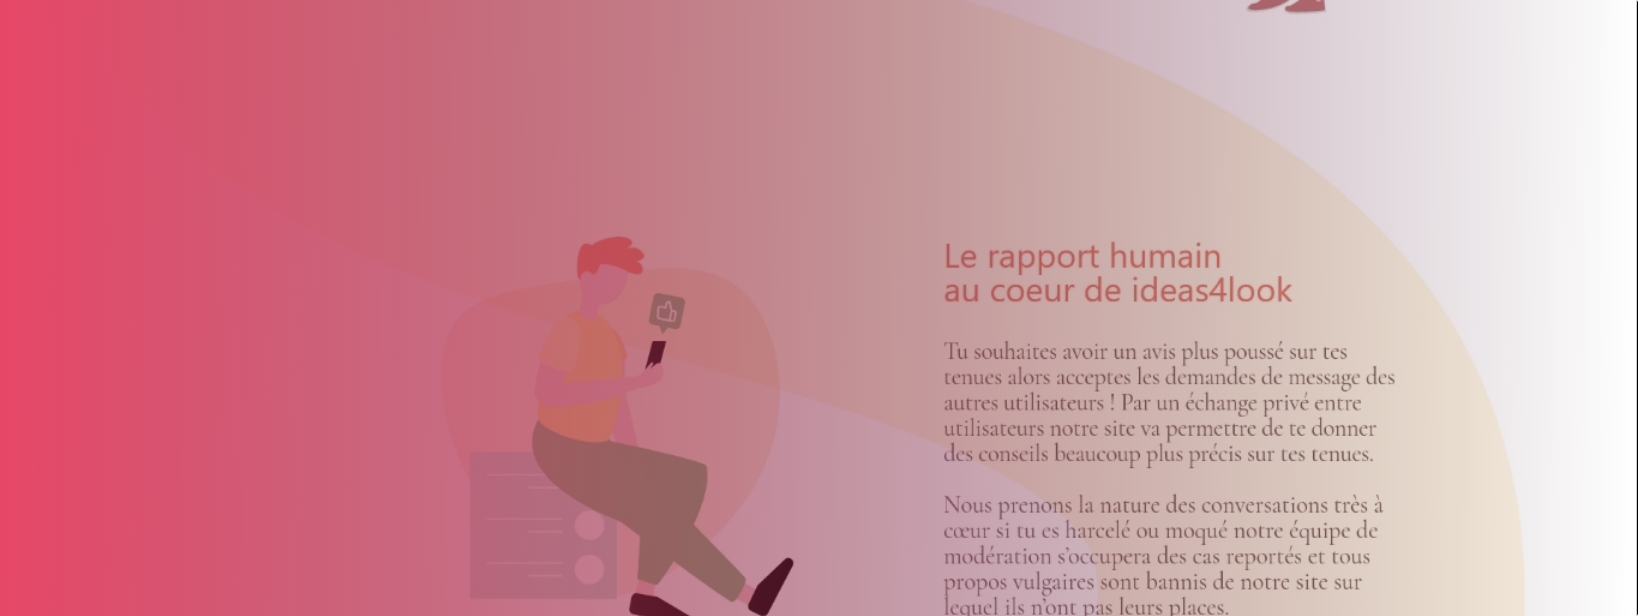 Le rapport humain
au coeur de ideas4look
Tu souhaites avoir un avis plus poussé sur tes
tenues alors acceptes les demandes de message des
autres utilisateurs ! Par un échange privé entre
utilisateurs notre site va permettre de te donner
des conseils beaucoup plus précis sur tes tenues.
Nous prenons la nature des conversations très à
cœur si tu es harcelé ou moqué notre équipe de
modération s'occupera des cas reportés et tous
propos vulgaires sont bannis de notre site sur
lequel ils n'ont pas leurs places.